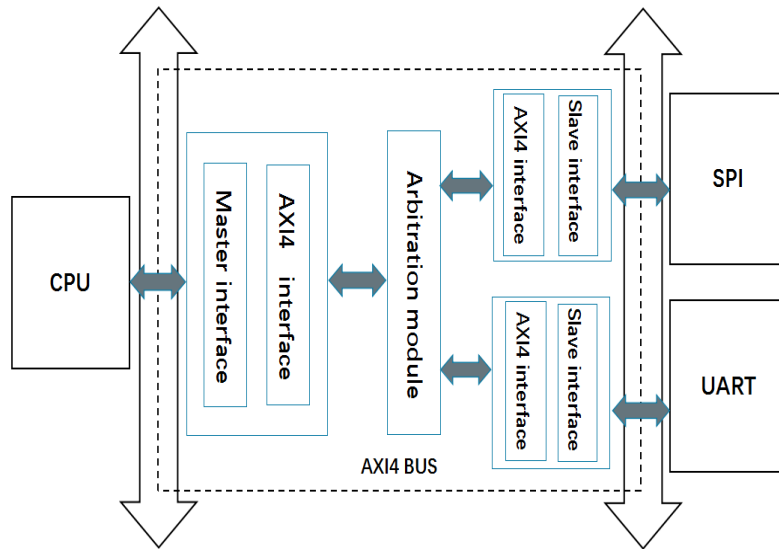 CPU
Master interface
AXI4 interface
Arbitration module
AXI4 interface
Slave interface
AXI4 interface
Slave interface
SPI
UART
AXI4 BUS